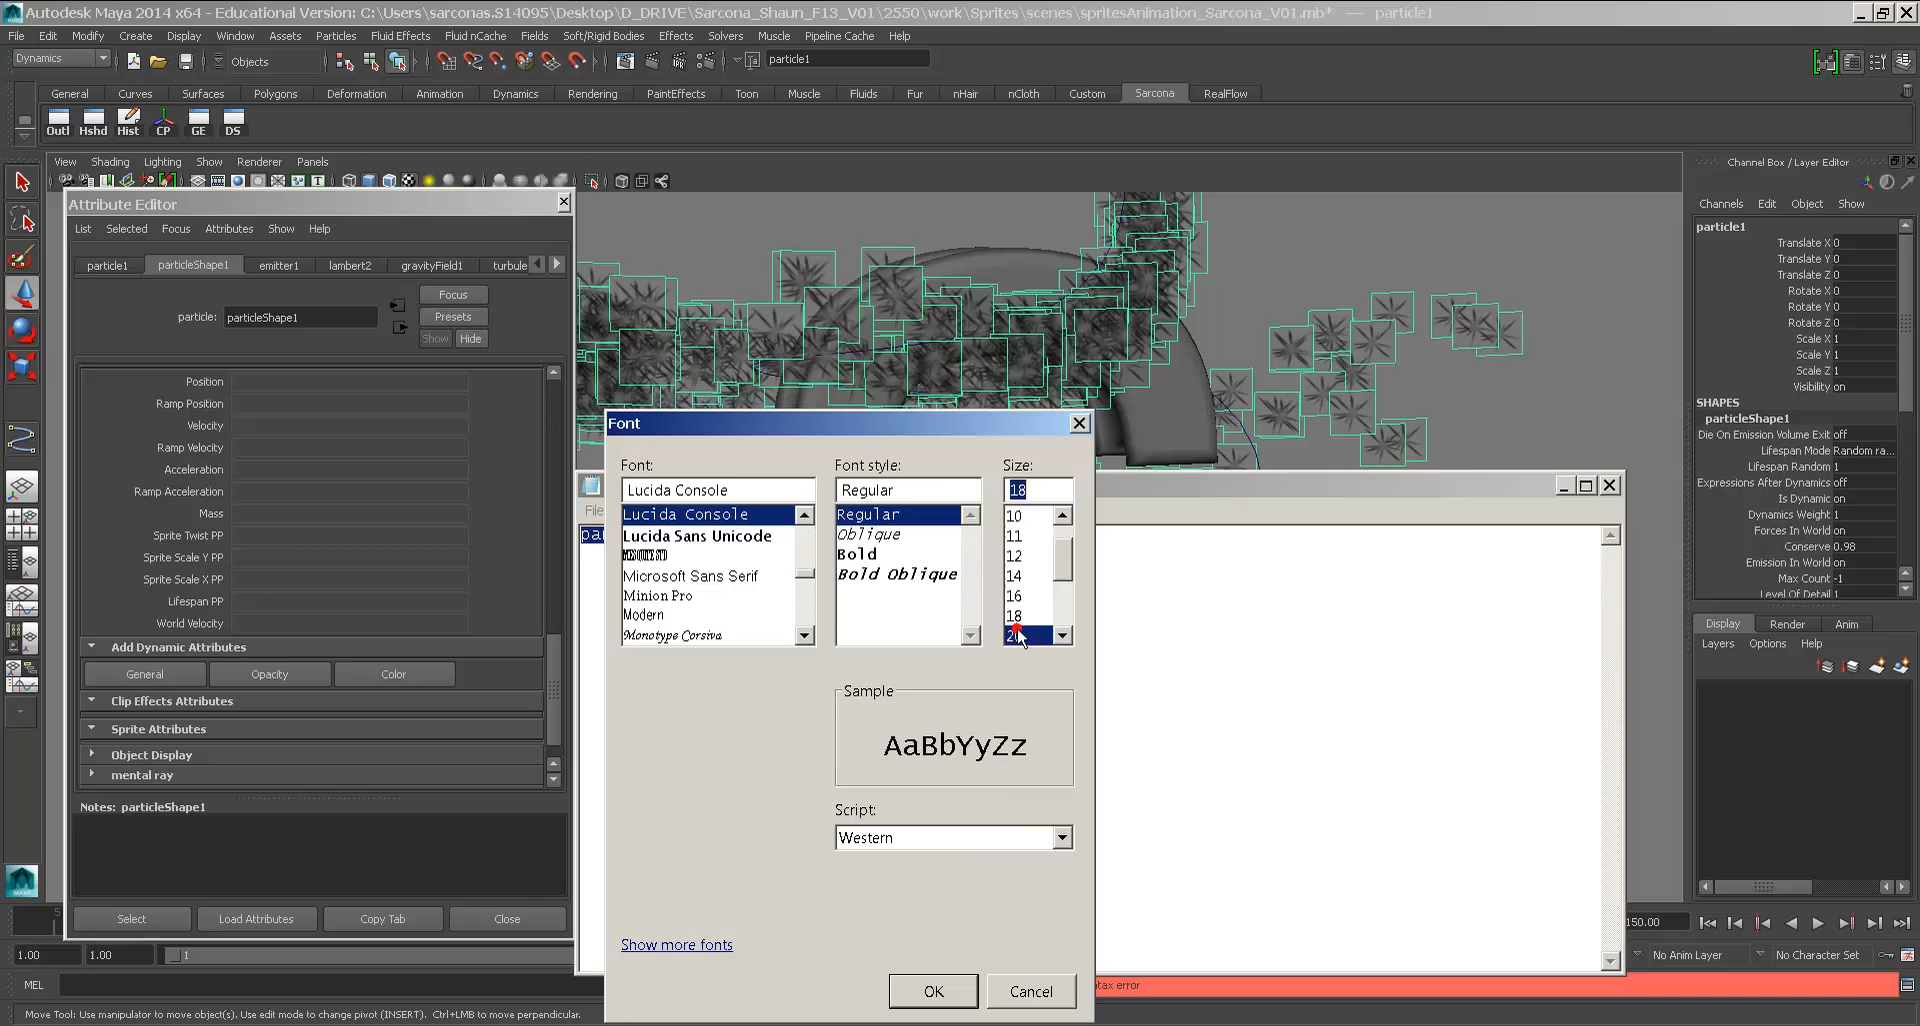 Autodesk Maya 2014 x64 - Educational Version: C:\Users\sarconas.S14095\Desktop\D_DRIVE\Sarcona_Shaun_F13_V01\2550\work\Sprites\scenes\spritesAnimation_Sarcona_V01.mb* --- particle1
File Edit Modify Create Display Window Assets Particles Fluid Effects Fluid nCache Fields Soft/Rigid Bodies Effects Solvers Muscle Pipeline Cache Help
Dynamics Objects particle1
General Curves Surfaces Polygons Deformation Animation Dynamics Rendering PaintEffects Toon Muscle Fluids Fur nHair nCloth Custom Sarcona RealFlow
Outl Hshd Hist CP GE DS
View Shading Lighting Show Renderer Panels
Attribute Editor
List Selected Focus Attributes Show Help
particle1 particleShape1 emitter1 lambert2 gravityField1 turbule
particle: particleShape1
Focus
Presets
Show Hide
Position
Ramp Position
Velocity
Ramp Velocity
Acceleration
Ramp Acceleration
Mass
Sprite Twist PP
Sprite Scale Y PP
Sprite Scale X PP
Lifespan PP
World Velocity
Add Dynamic Attributes
General Opacity Color
Clip Effects Attributes
Sprite Attributes
Object Display
mental ray
Notes: particleShape1
Select Load Attributes Copy Tab Close
Font
Font: Font style: Size:
Lucida Console Regular 18
Lucida Console Regular 10
Lucida Sans Unicode Oblique 11
Bold 12
Microsoft Sans Serif Bold Oblique 14
Minion Pro 16
Modern 18
Monotype Corsiva
Sample
AaBbYyZz
Script:
Western
Show more fonts
OK Cancel
File
par
Channel Box / Layer Editor
Channels Edit Object Show
particle1
Translate X 0
Translate Y 0
Translate Z 0
Rotate X 0
Rotate Y 0
Rotate Z 0
Scale X 1
Scale Y 1
Scale Z 1
Visibility on
SHAPES
particleShape1
Die On Emission Volume Exit off
Lifespan Mode Random ra...
Lifespan Random 1
Expressions After Dynamics off
Is Dynamic on
Dynamics Weight 1
Forces In World on
Conserve 0.98
Emission In World on
Max Count -1
Level Of Detail 1
Display Render Anim
Layers Options Help
150.00
1.00 1.00 1 No Anim Layer No Character Set
MEL tax error
Move Tool: Use manipulator to move object(s). Use edit mode to change pivot (INSERT). Ctrl+LMB to move perpendicular.